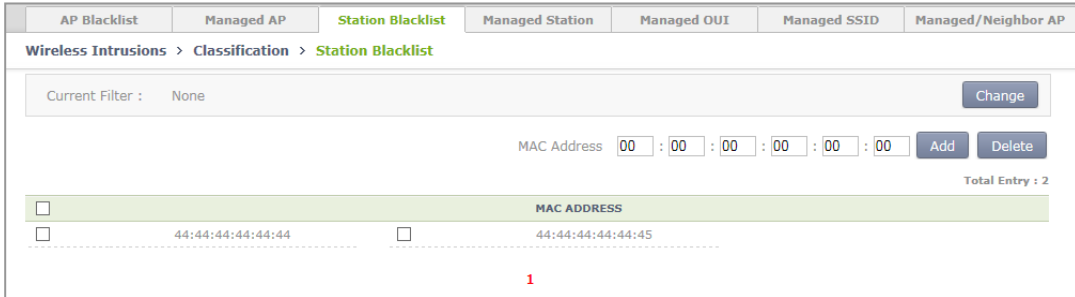 AP Blacklist Managed AP Station Blacklist Managed Station Managed OUI Managed SSID Managed/Neighbor AP
Wireless Intrusions > Classification > Station Blacklist
Current Filter : None Change
MAC Address 00 : 00 : 00 : 00 : 00 : 00 Add Delete
Total Entry : 2
MAC ADDRESS
44:44:44:44:44:44 44:44:44:44:44:45
1